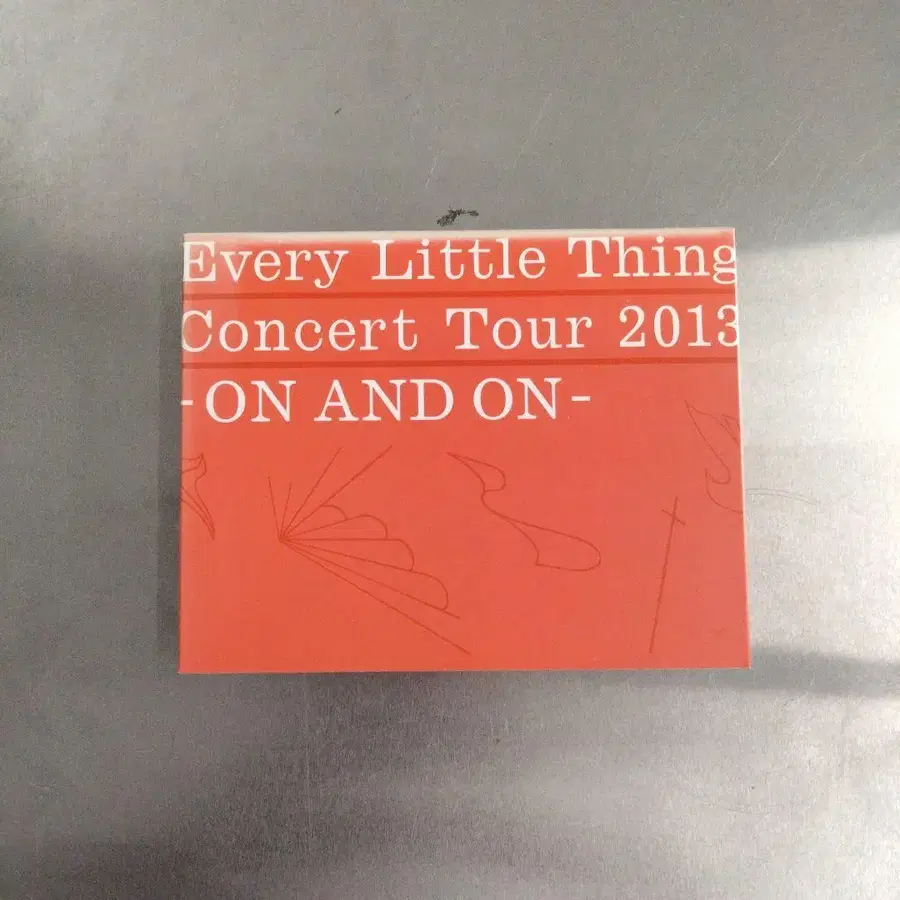 Every Little Thing
Concert Tour 2013
-ON AND ON-